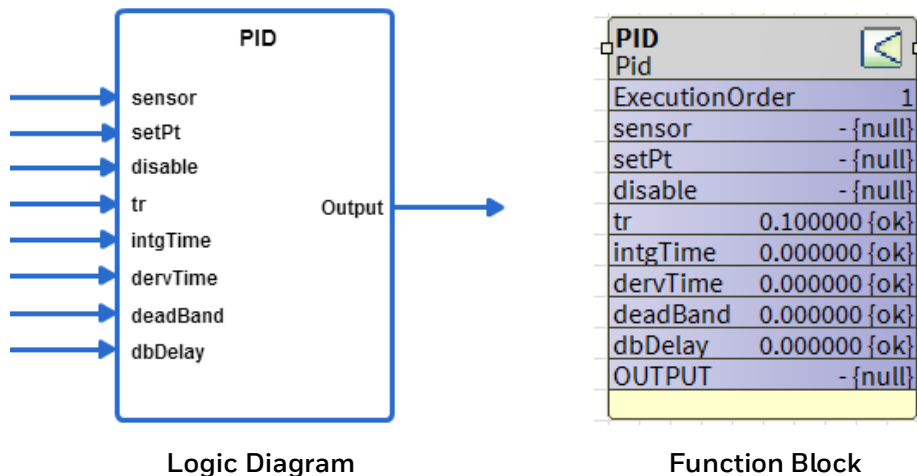 PID
sensor
setPt
disable
tr
Output
intgTime
dervTime
deadBand
dbDelay
Logic Diagram
PID
Pid
ExecutionOrder 1
sensor - {null}
setPt - {null}
disable - {null}
tr 0.100000 {ok}
intgTime 0.000000 {ok}
dervTime 0.000000 {ok}
deadBand 0.000000 {ok}
dbDelay 0.000000 {ok}
OUTPUT - {null}
Function Block